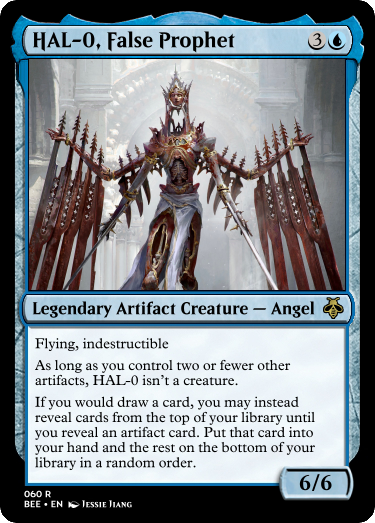 HAL-0, False Prophet 3
Legendary Artifact Creature — Angel
Flying, indestructible
As long as you control two or fewer other
artifacts, HAL-0 isn't a creature.
If you would draw a card, you may instead
reveal cards from the top of your library until
you reveal an artifact card. Put that card into
your hand and the rest on the bottom of your
library in a random order.
6/6
060 R
BEE • EN Jessie Jiang